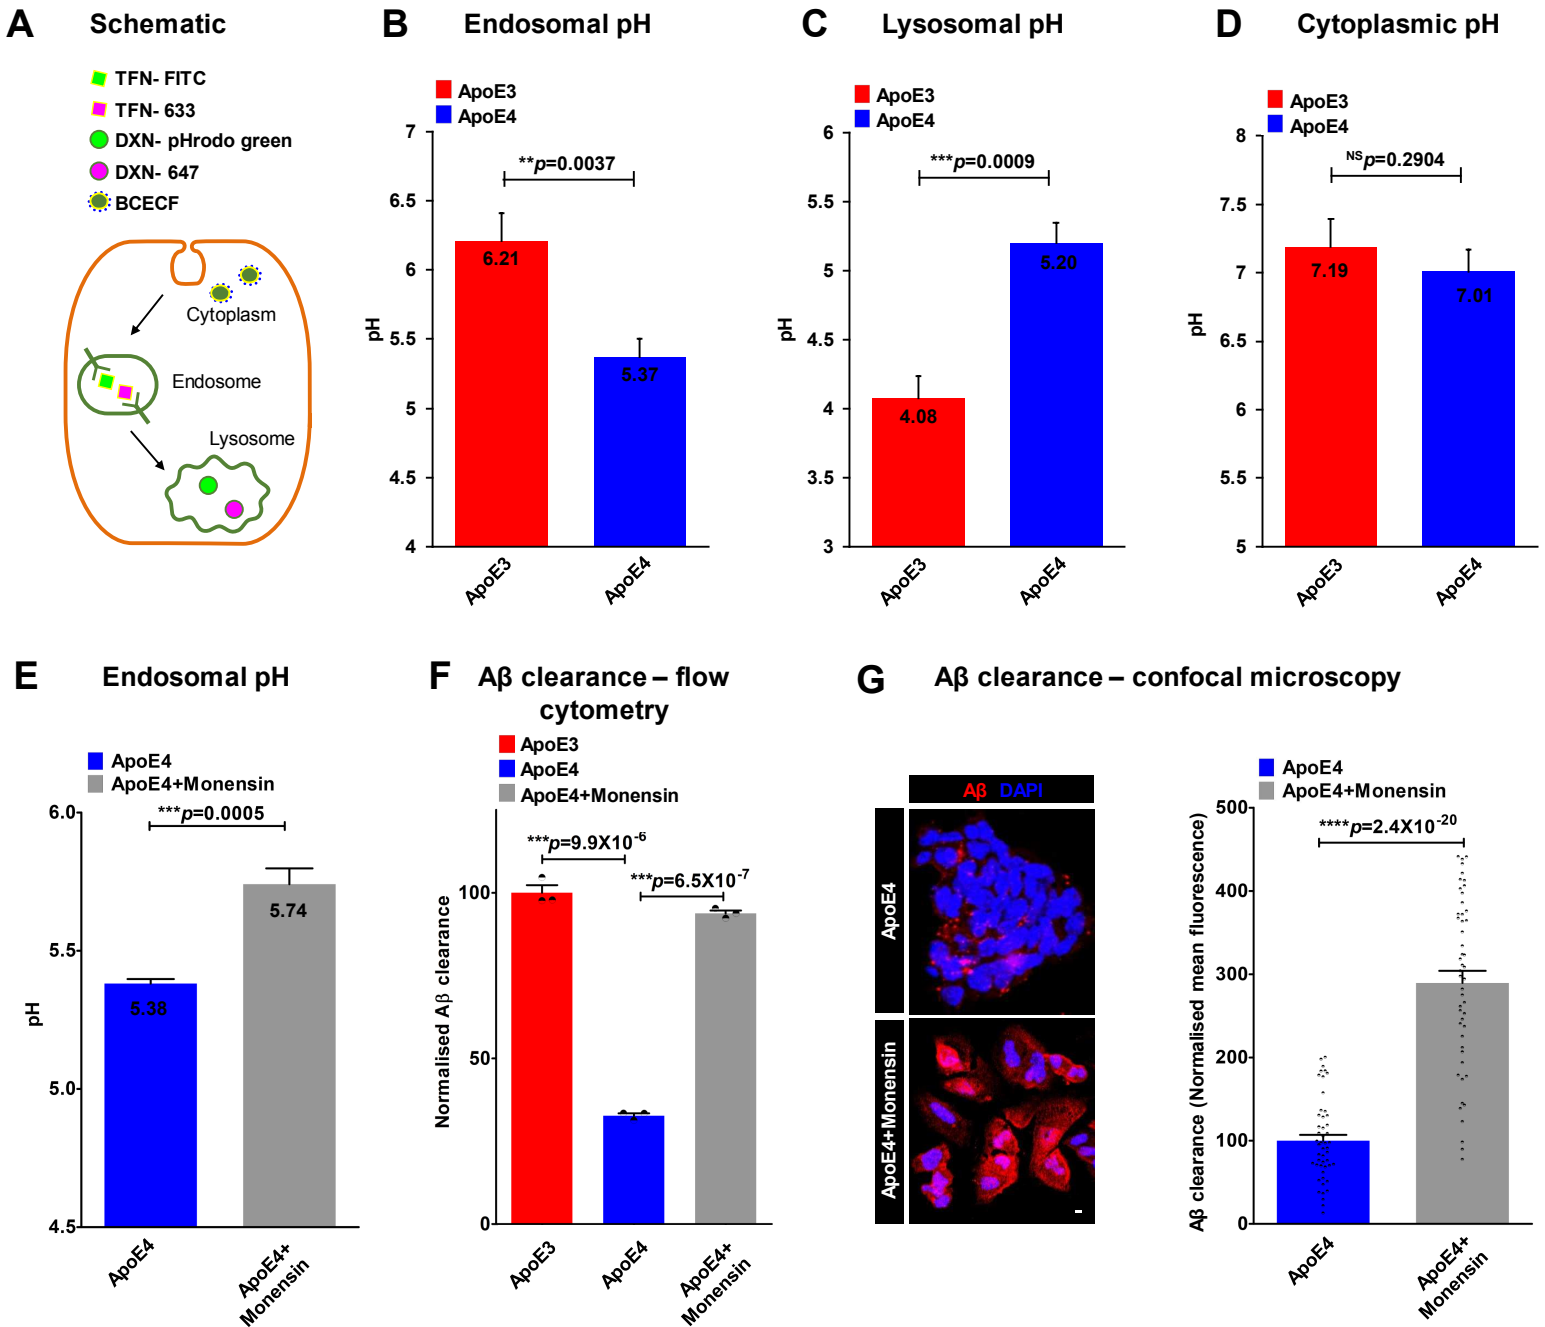 A Schematic
TFN- FITC
TFN- 633
DXN- pHrodo green
DXN- 647
BCECF
Cytoplasm
Endosome
Lysosome
B Endosomal pH
ApoE3
ApoE4
7
6.5
6
5.5
5
4.5
4
pH
**p=0.0037
6.21
5.37
ApoE3
ApoE4
C Lysosomal pH
ApoE3
ApoE4
6
5.5
5
4.5
4
3.5
3
pH
***p=0.0009
4.08
5.20
ApoE3
ApoE4
D Cytoplasmic pH
ApoE3
ApoE4
8
7.5
7
6.5
6
5.5
5
pH
NSp=0.2904
7.19
7.01
ApoE3
ApoE4
E Endosomal pH
ApoE4
ApoE4+Monensin
6.0
5.5
5.0
4.5
pH
***p=0.0005
5.38
5.74
ApoE4
ApoE4+
Monensin
F Aβ clearance – flow
cytometry
ApoE3
ApoE4
ApoE4+Monensin
100
50
0
Normalised Aβ clearance
***p=9.9X10-6
***p=6.5X10-7
ApoE3
ApoE4
ApoE4+
Monensin
G Aβ clearance – confocal microscopy
Aβ DAPI
ApoE4
ApoE4+Monensin
ApoE4
ApoE4+Monensin
500
400
300
200
100
0
Aβ clearance (Normalised mean fluorescence)
****p=2.4X10-20
ApoE4
ApoE4+
Monensin